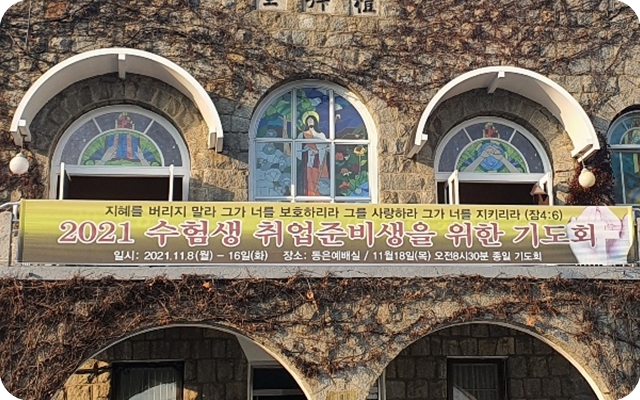 지혜를 버리지 말라 그가 너를 보호하리라 그를 사랑하라 그가 너를 지키리라 (잠4:6)
2021 수험생 취업준비생을 위한 기도회
일시: 2021.11.8(월) - 16일(화) 장소: 동은예배실 / 11월18일(목) 오전8시30분 종일 기도회